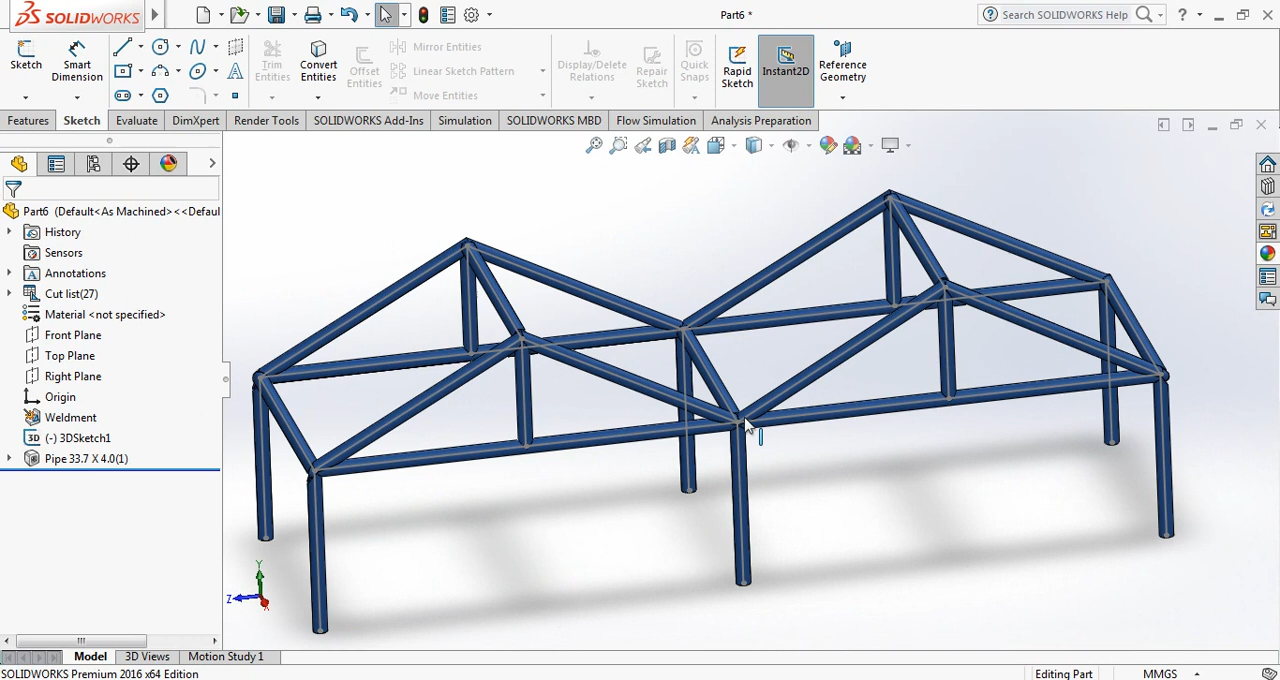 SOLIDWORKS
Part6 *
Search SOLIDWORKS Help
?
Sketch
Smart
Dimension
Trim
Entities
Convert
Entities
Offset
Entities
Mirror Entities
Linear Sketch Pattern
Move Entities
Display/Delete
Relations
Repair
Sketch
Quick
Snaps
Rapid
Sketch
Instant2D
Reference
Geometry
Features
Sketch
Evaluate
DimXpert
Render Tools
SOLIDWORKS Add-Ins
Simulation
SOLIDWORKS MBD
Flow Simulation
Analysis Preparation
Part6 (Default<As Machined><<Defaul
History
Sensors
Annotations
Cut list(27)
Material <not specified>
Front Plane
Top Plane
Right Plane
Origin
Weldment
3D (-) 3DSketch1
Pipe 33.7 X 4.0(1)
Y
Z
X
Model
3D Views
Motion Study 1
SOLIDWORKS Premium 2016 x64 Edition
Editing Part
MMGS